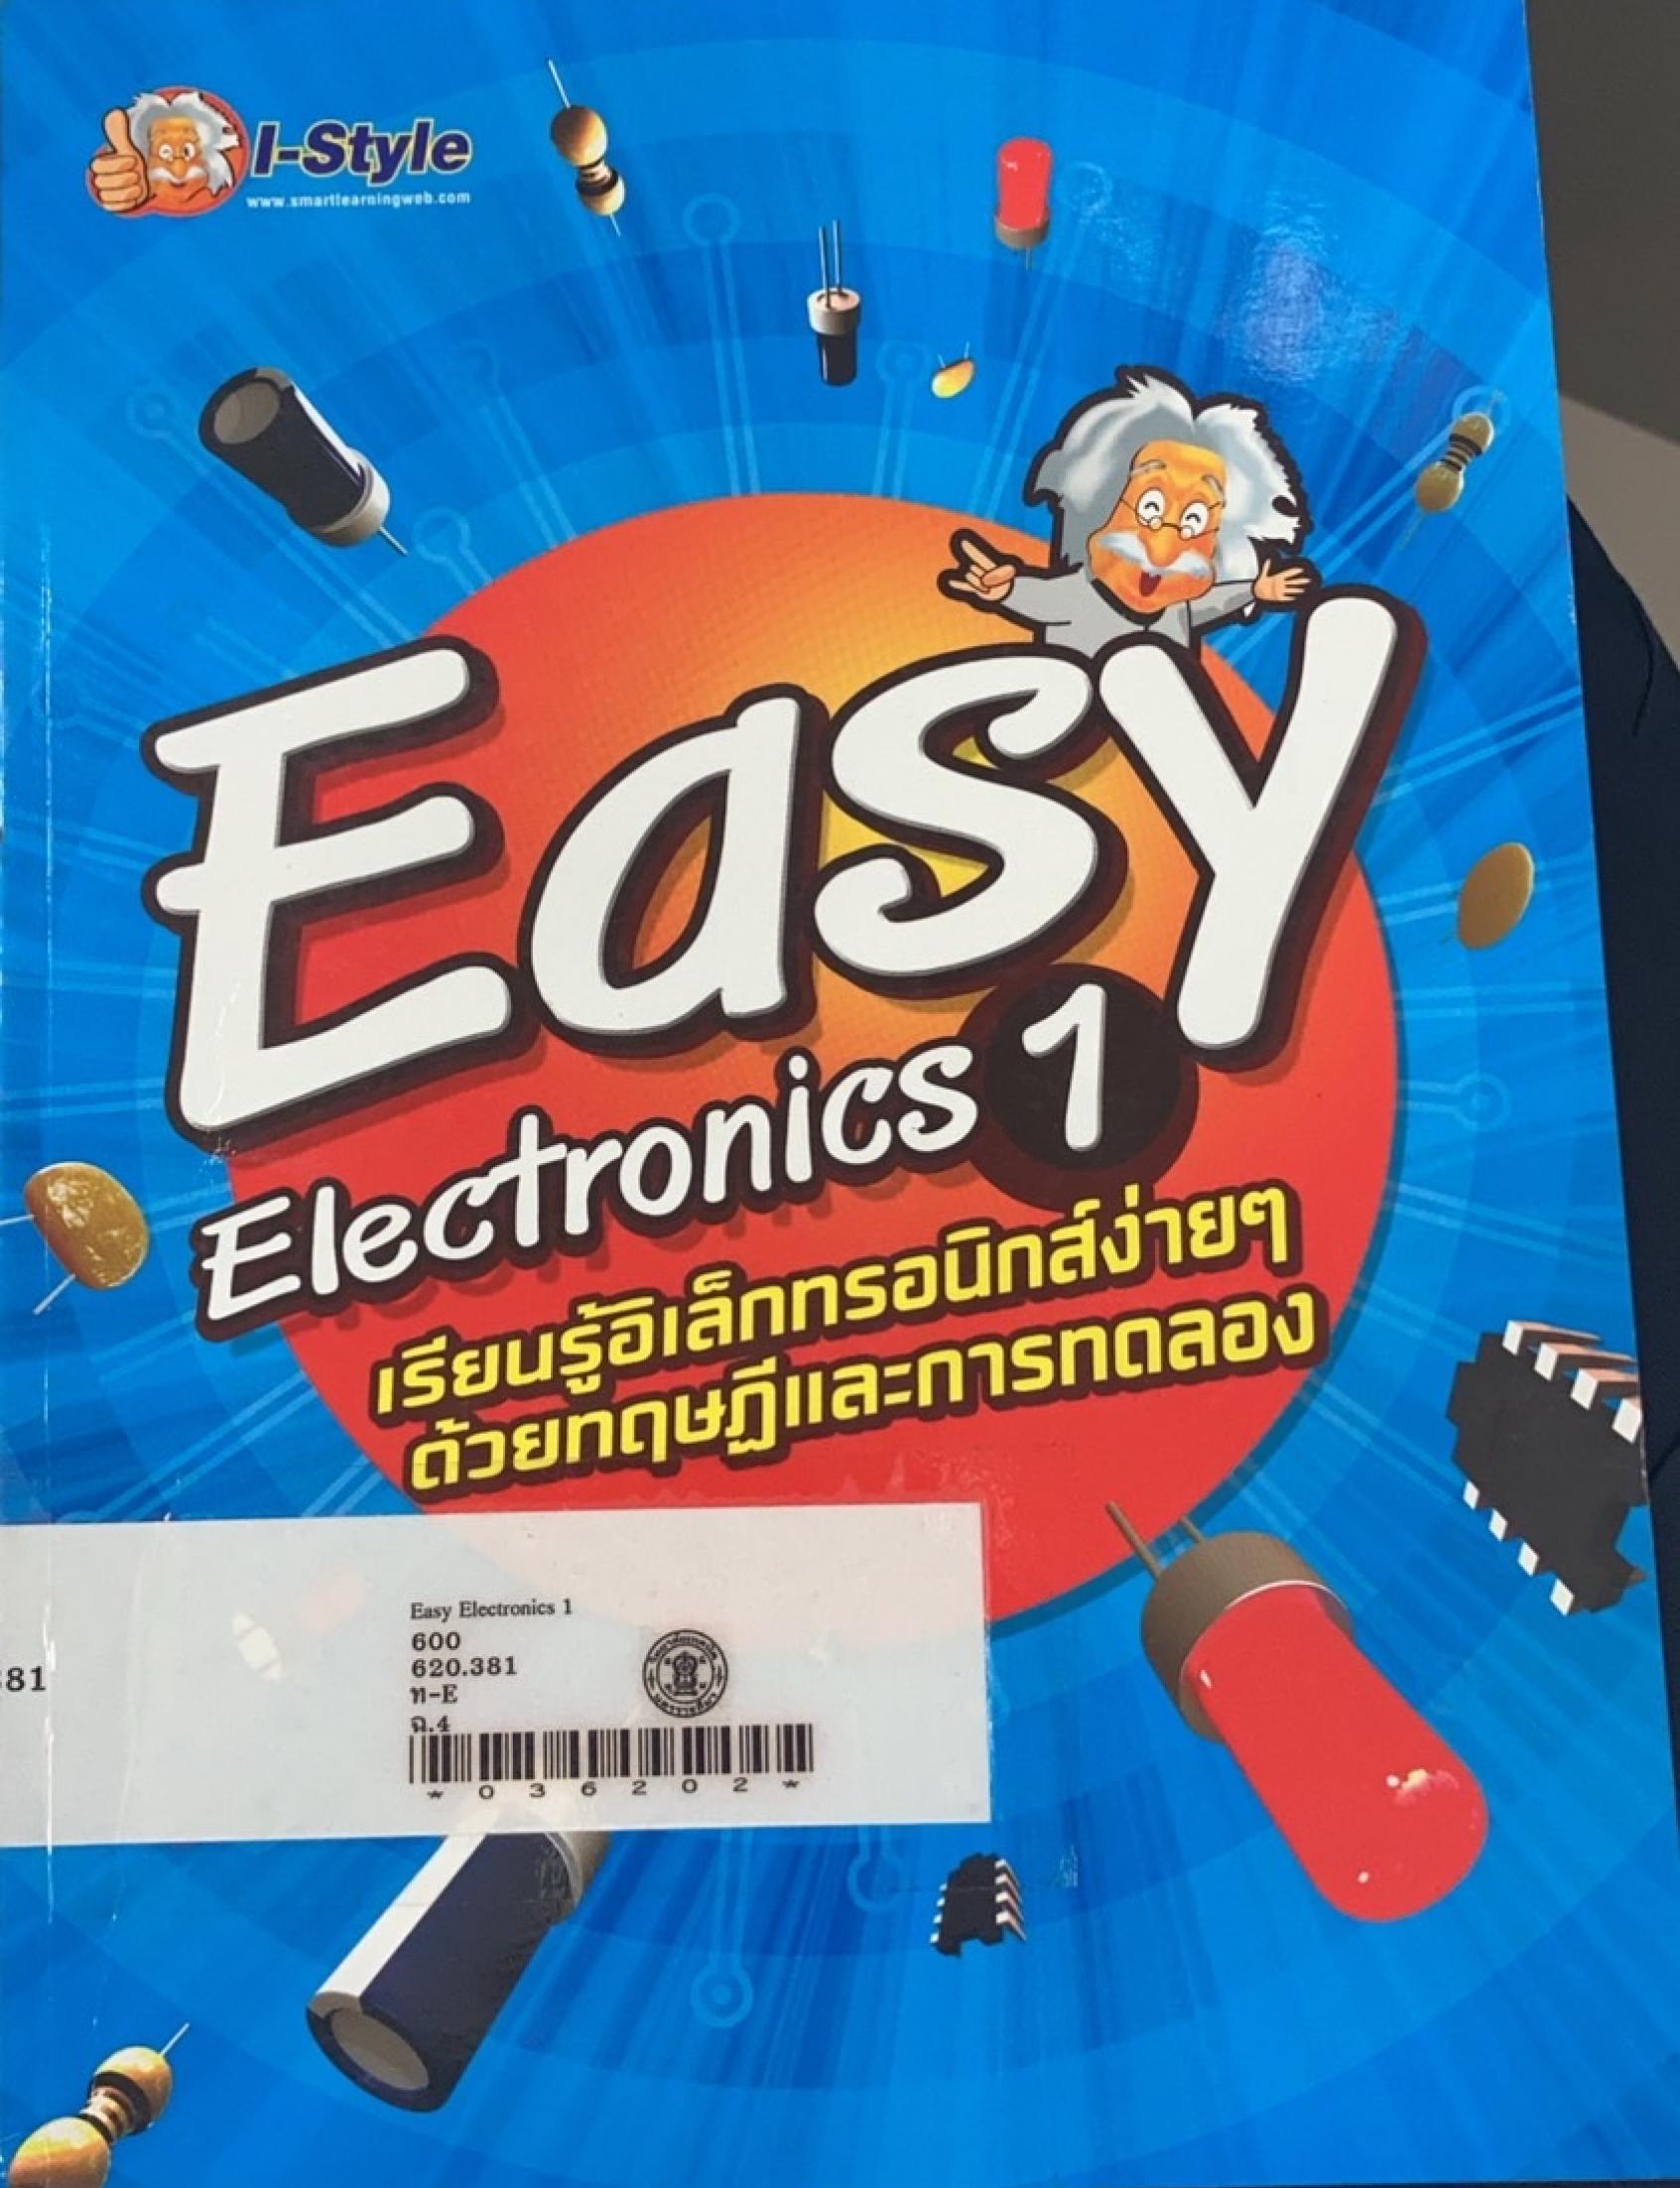 I-Style
www.smartlearningweb.com
Easy
Electronics 1
เรียนรู้อิเล็กทรอนิกส์ง่ายๆ
ด้วยทฤษฎีและการทดลอง
Easy Electronics 1
600
620.381
ท-E
ฉ.4
*036202*
81